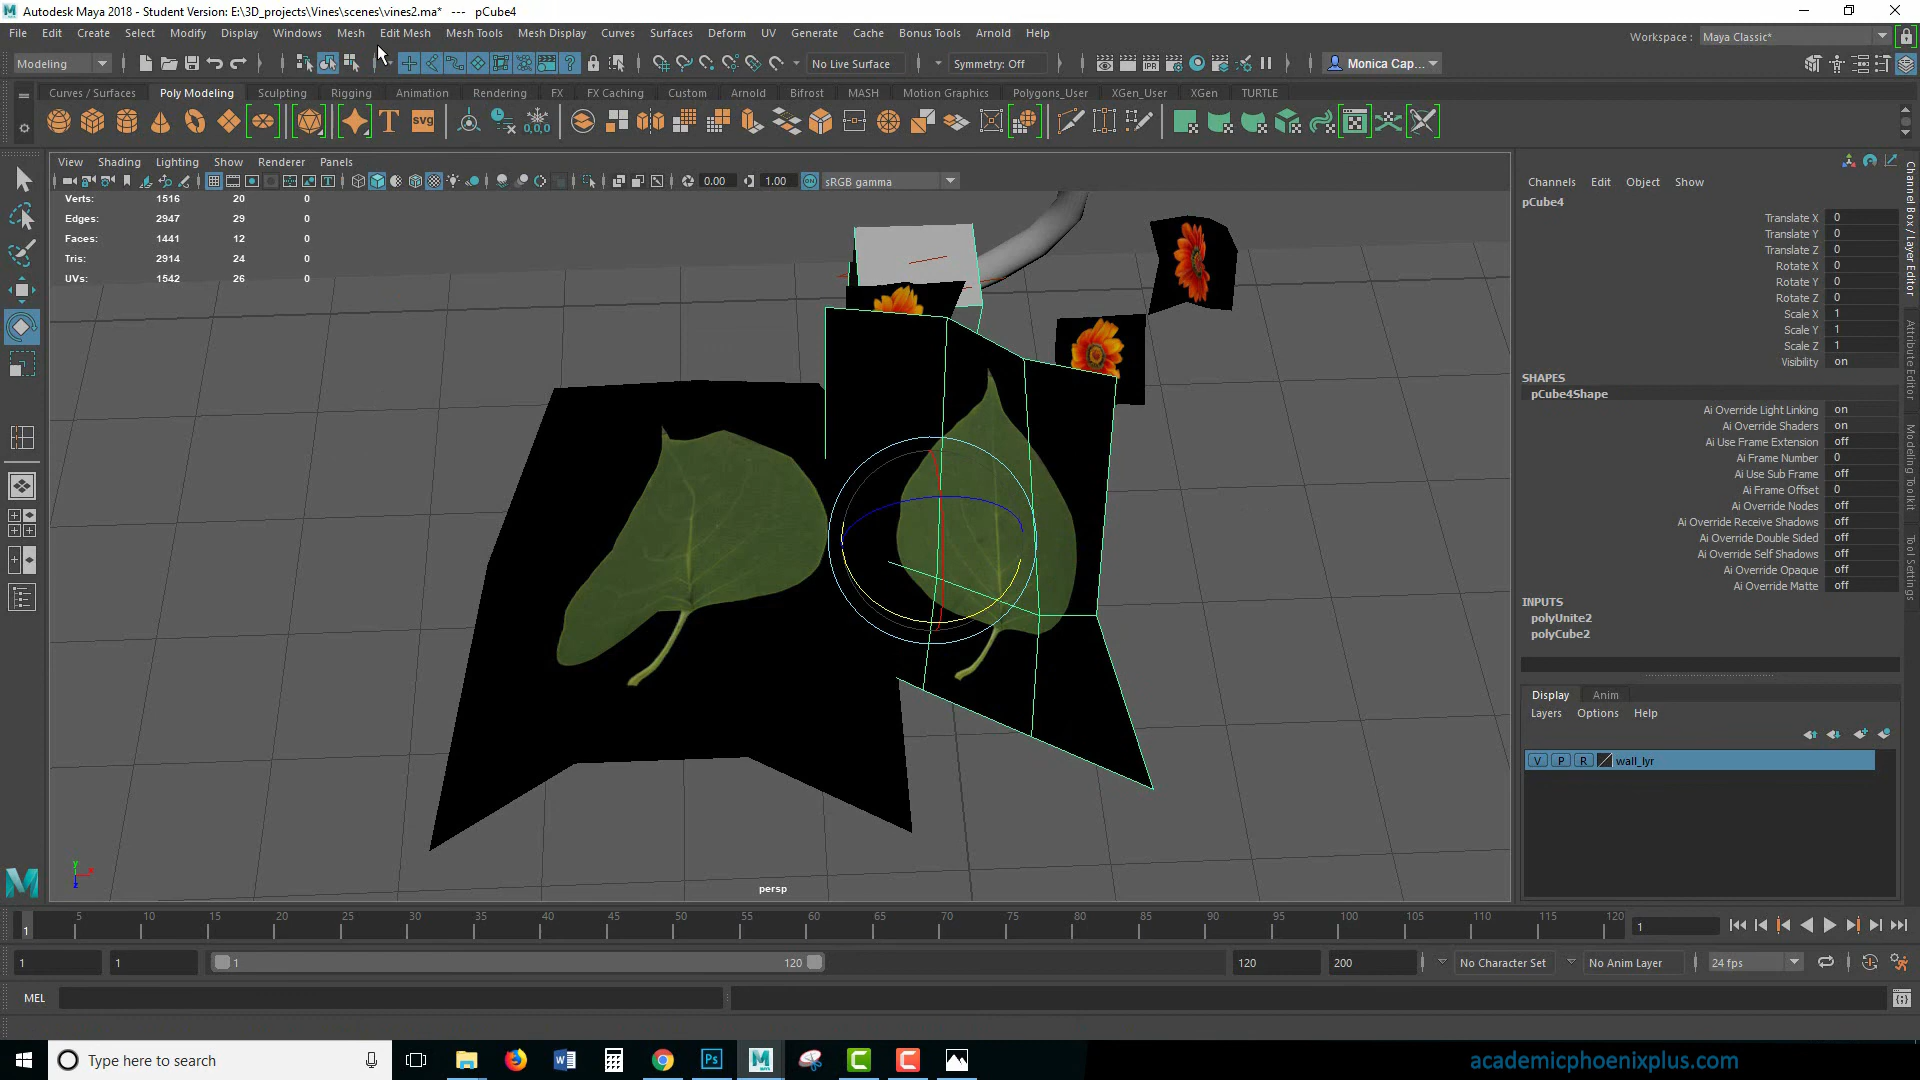 Autodesk Maya 2018 - Student Version: E:\3D_projects\Vines\scenes\vines2.ma* --- pCube4
File Edit Create Select Modify Display Windows Mesh Edit Mesh Mesh Tools Mesh Display Curves Surfaces Deform UV Generate Cache Bonus Tools Arnold Help
Workspace : Maya Classic*
Modeling No Live Surface Symmetry: Off Monica Cap...
Curves / Surfaces Poly Modeling Sculpting Rigging Animation Rendering FX FX Caching Custom Arnold Bifrost MASH Motion Graphics Polygons_User XGen_User XGen TURTLE
T svg 0,0,0
View Shading Lighting Show Renderer Panels
0.00 1.00 ON sRGB gamma
Verts: 1516 20 0
Edges: 2947 29 0
Faces: 1441 12 0
Tris: 2914 24 0
UVs: 1542 26 0
persp
y x z
Channels Edit Object Show
pCube4
Translate X 0
Translate Y 0
Translate Z 0
Rotate X 0
Rotate Y 0
Rotate Z 0
Scale X 1
Scale Y 1
Scale Z 1
Visibility on
SHAPES
pCube4Shape
Ai Override Light Linking on
Ai Override Shaders on
Ai Use Frame Extension off
Ai Frame Number 0
Ai Use Sub Frame off
Ai Frame Offset 0
Ai Override Nodes off
Ai Override Receive Shadows off
Ai Override Double Sided off
Ai Override Self Shadows off
Ai Override Opaque off
Ai Override Matte off
INPUTS
polyUnite2
polyCube2
Display Anim
Layers Options Help
V P R wall_lyr
Channel Box / Layer Editor
Attribute Editor
Modeling Toolkit
Tool Settings
5 10 15 20 25 30 35 40 45 50 55 60 65 70 75 80 85 90 95 100 105 110 115 120
1 1
1 1 1 120 120 200 No Character Set No Anim Layer 24 fps
MEL
Type here to search
academicphoenixplus.com